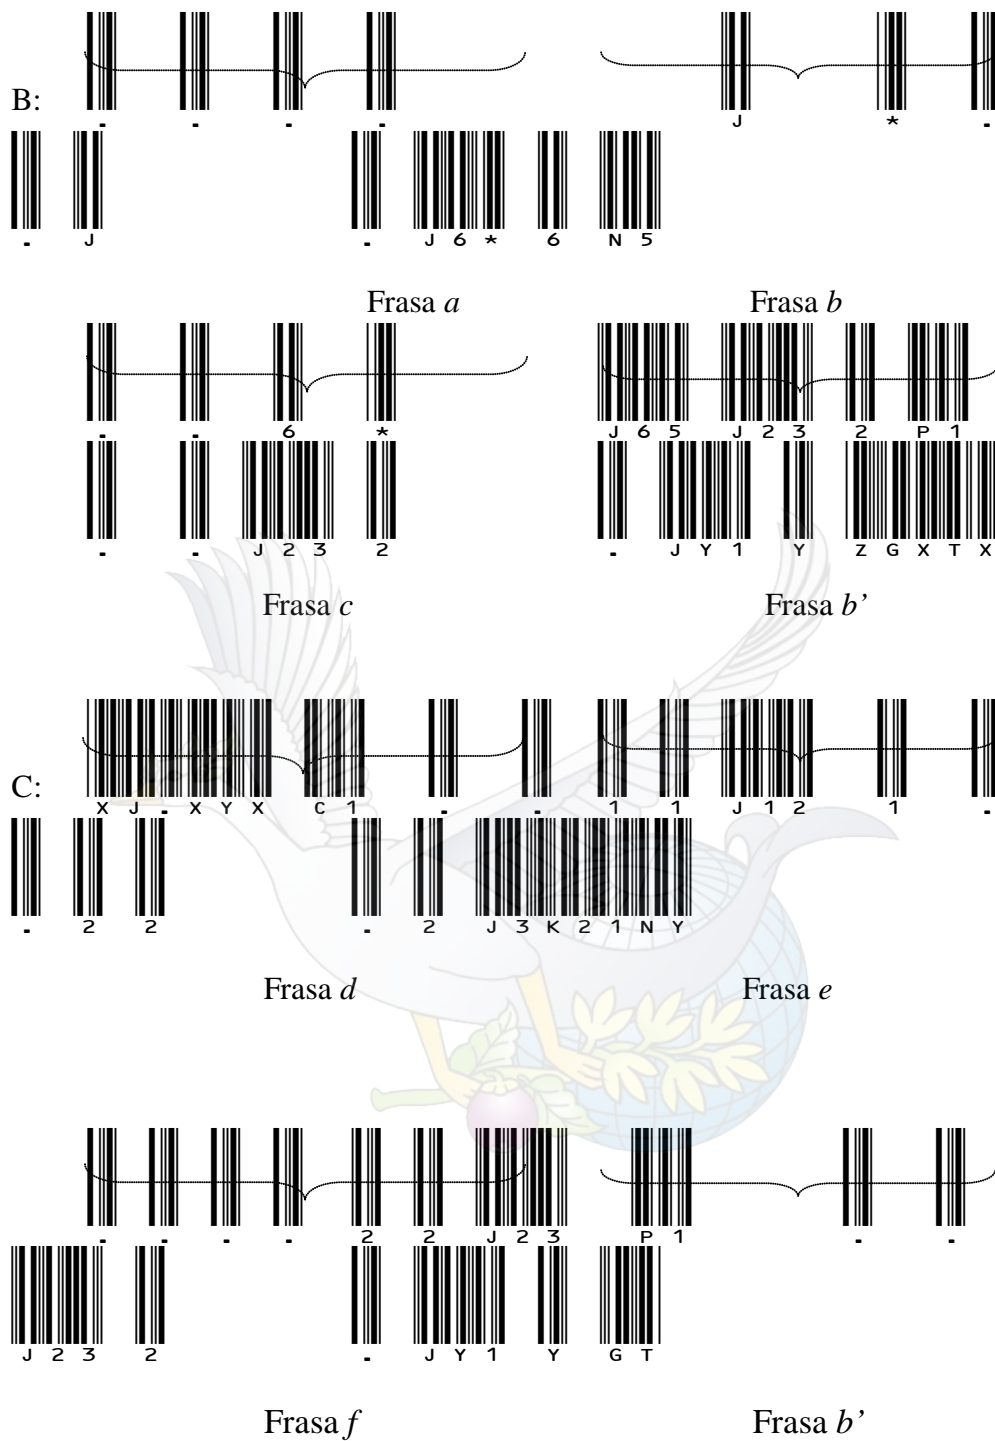 - - - - J * -
B:
- J - J 6 * 6 N 5
Frasa a Frasa b
- - 6 * J 6 5 J 2 3 2 P 1
- - J 2 3 2 - J Y 1 Y Z G X T X
Frasa c Frasa b’
C:
X J - X Y X C 1 - - 1 1 J 1 2 1 -
- 2 2 - 2 J 3 K 2 1 N Y
Frasa d Frasa e
- - - - 2 2 J 2 3 P 1 - -
J 2 3 2 - J Y 1 Y G T
Frasa f Frasa b’